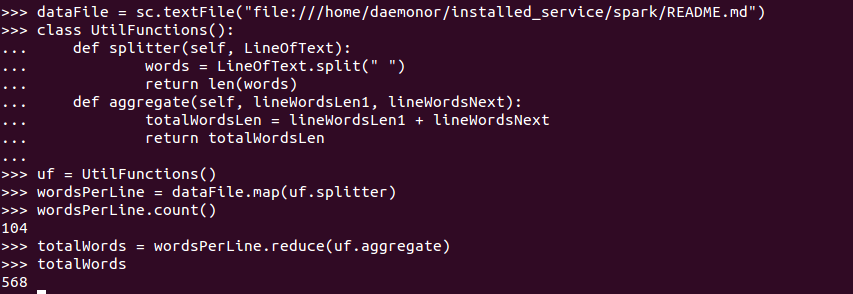 >>> dataFile = sc.textFile("file:///home/daemonor/installed_service/spark/README.md")
>>> class UtilFunctions():
...     def splitter(self, LineOfText):
...             words = LineOfText.split(" ")
...             return len(words)
...     def aggregate(self, lineWordsLen1, lineWordsNext):
...             totalWordsLen = lineWordsLen1 + lineWordsNext
...             return totalWordsLen
...
>>> uf = UtilFunctions()
>>> wordsPerLine = dataFile.map(uf.splitter)
>>> wordsPerLine.count()
104
>>> totalWords = wordsPerLine.reduce(uf.aggregate)
>>> totalWords
568